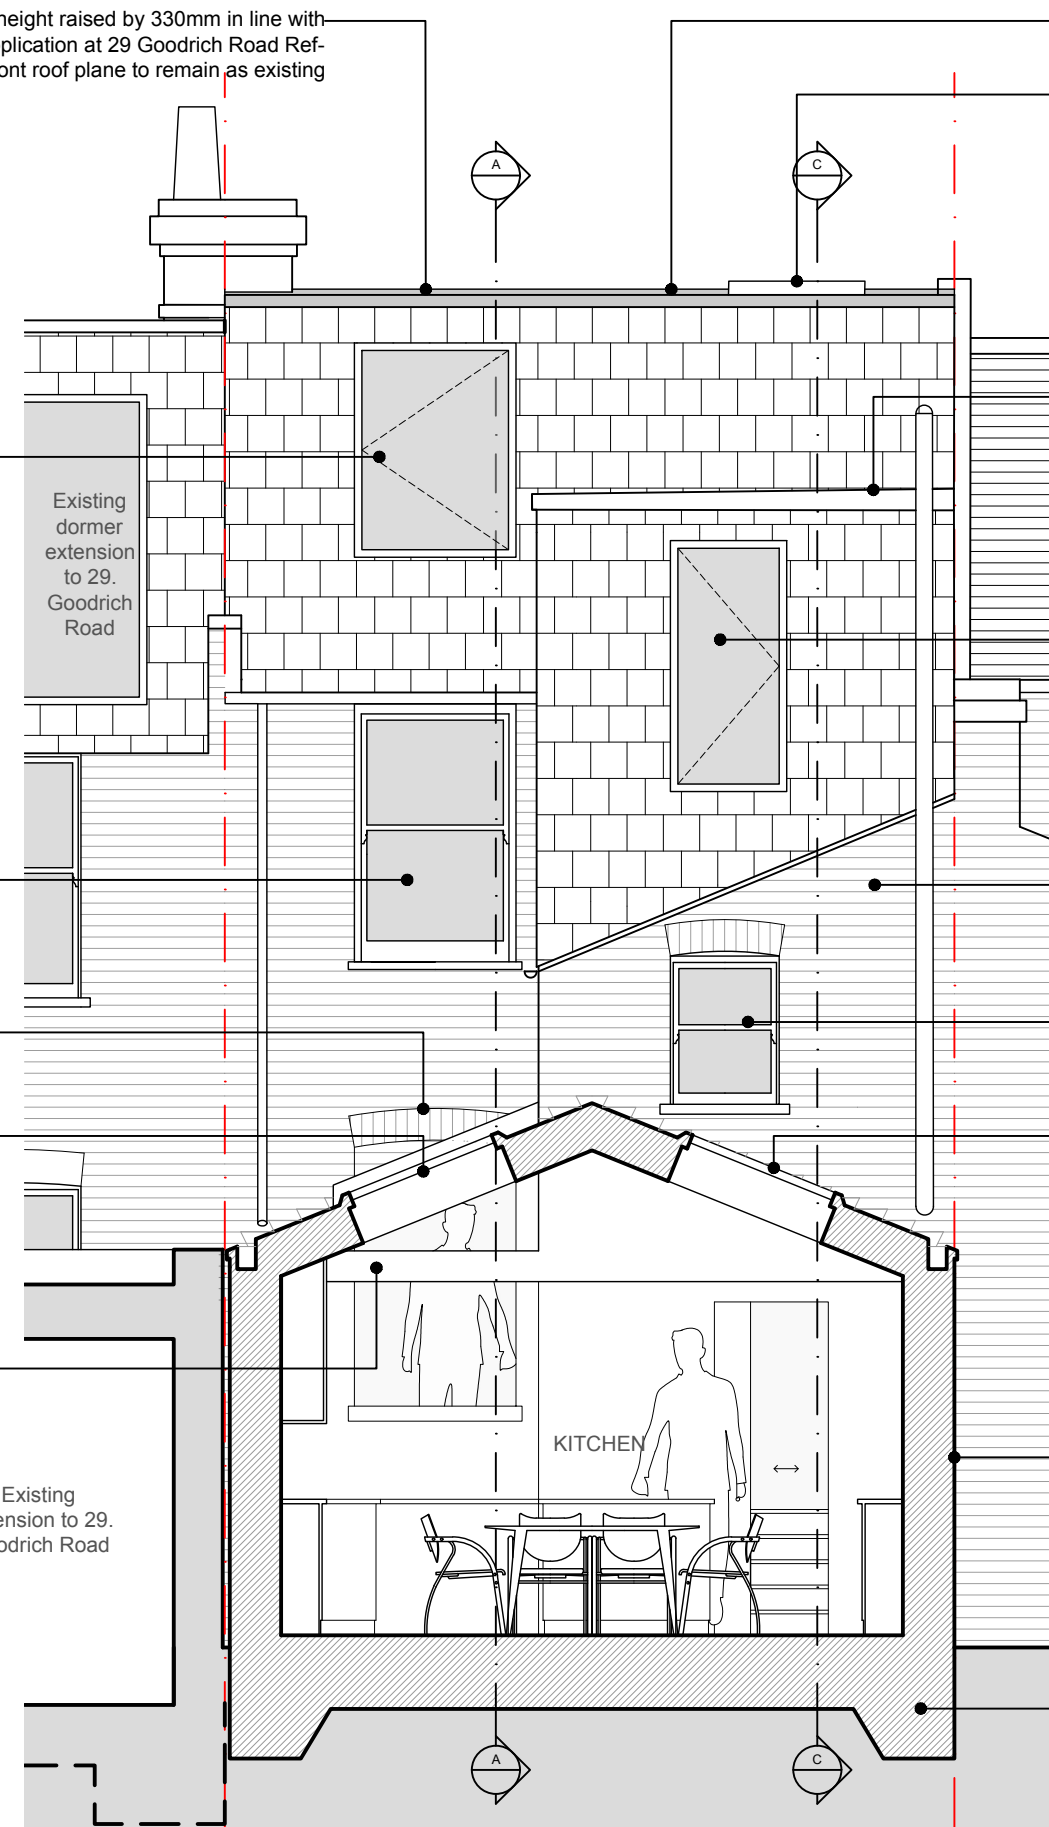 height raised by 330mm in line with
plication at 29 Goodrich Road Ref-
ont roof plane to remain as existing
A
C
Existing
dormer
extension
to 29.
Goodrich
Road
KITCHEN
Existing
ension to 29.
odrich Road
A
C